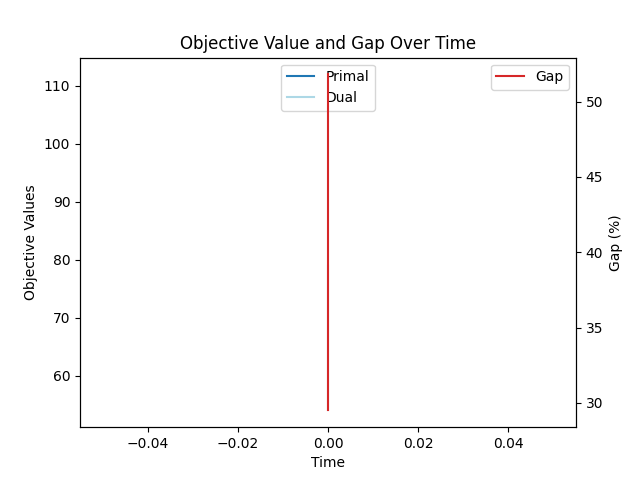 Objective Value and Gap Over Time
Primal
Dual
Gap
110
100
90
80
70
60
Objective Values
50
45
40
35
30
Gap (%)
−0.04
−0.02
0.00
0.02
0.04
Time